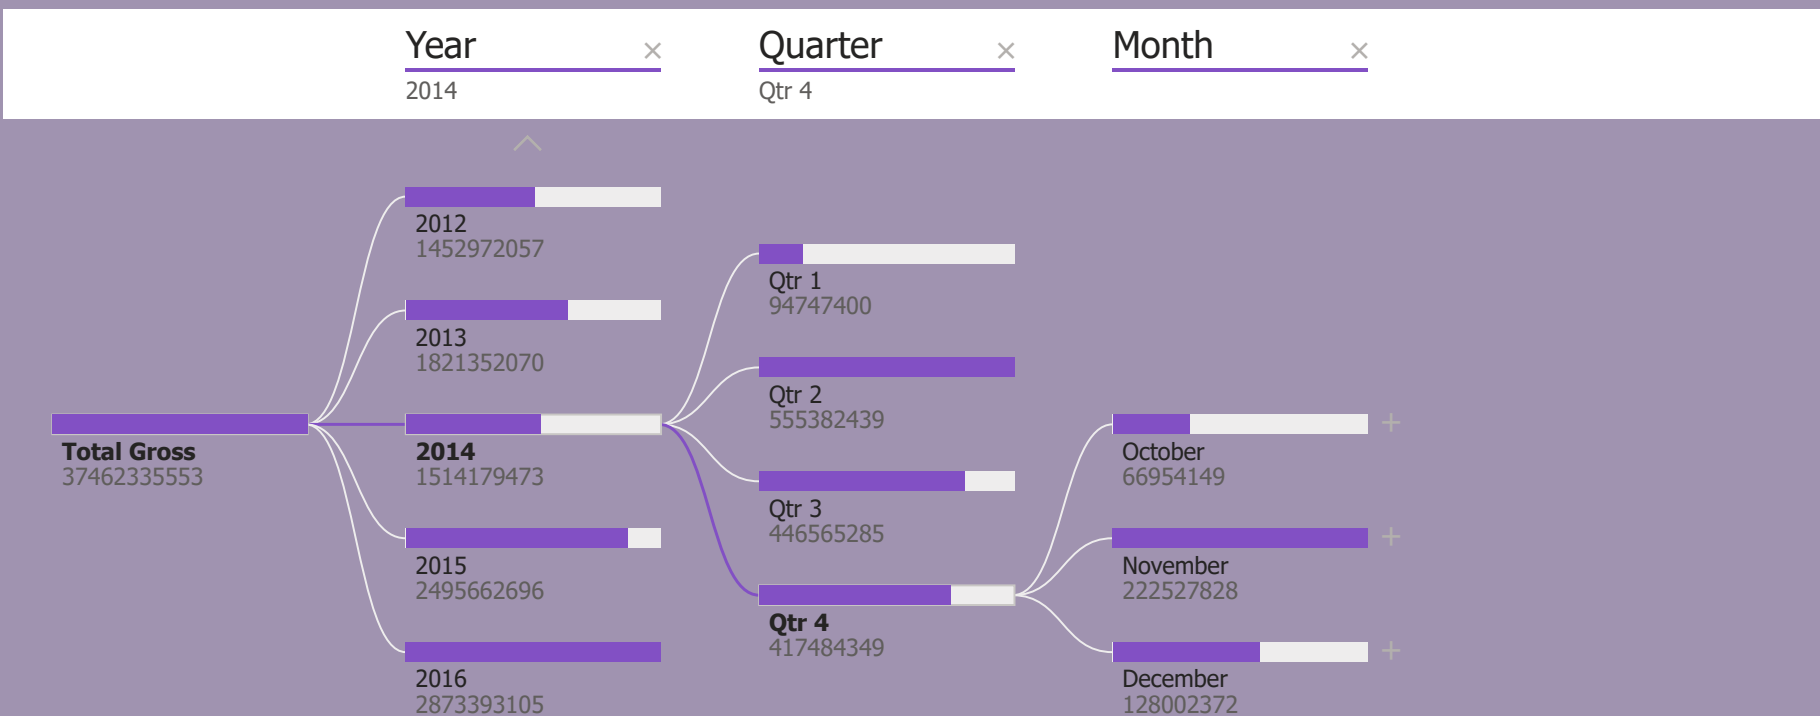 Year
2014
Quarter
Qtr 4
Month
Total Gross
37462335553
2012
1452972057
2013
1821352070
2014
1514179473
2015
2495662696
2016
2873393105
Qtr 1
94747400
Qtr 2
555382439
Qtr 3
446565285
Qtr 4
417484349
October
66954149
November
222527828
December
128002372